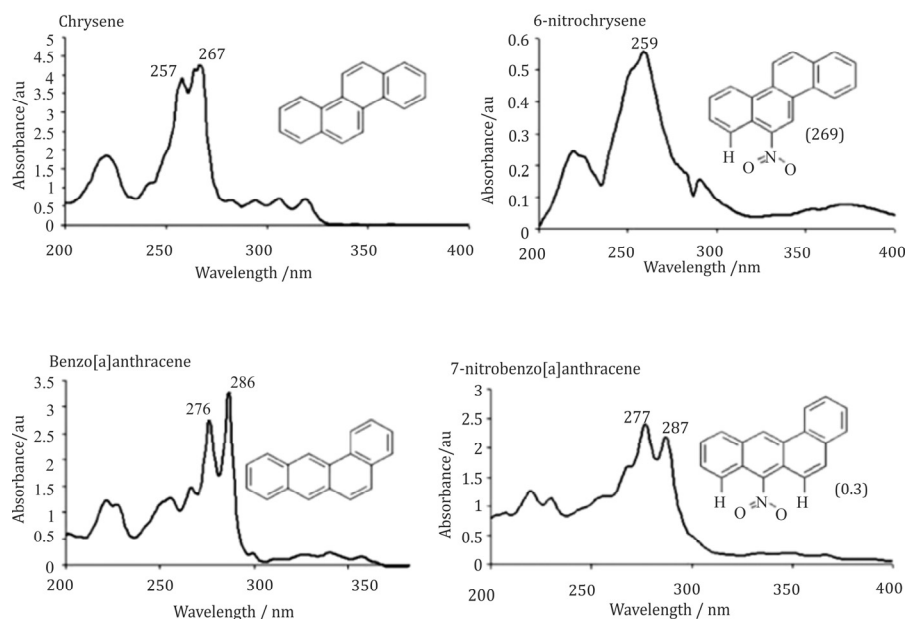 Chrysene
Absorbance/au
5
4.5
4
3.5
3
2.5
2
1.5
1
0.5
0
257
267
200
250
300
350
400
Wavelength /nm
6-nitrochrysene
Absorbance/au
0.6
0.5
0.4
0.3
0.2
0.1
0
259
(269)
H
N
O
O
200
250
300
350
400
Wavelength /nm
Benzo[a]anthracene
Absorbance/au
3.5
3
2.5
2
1.5
1
0.5
0
276
286
200
250
300
350
Wavelength / nm
7-nitrobenzo[a]anthracene
Absorbance/au
3
2.5
2
1.5
1
0.5
0
277
287
(0.3)
H
N
H
O
O
200
250
300
350
400
Wavelength / nm